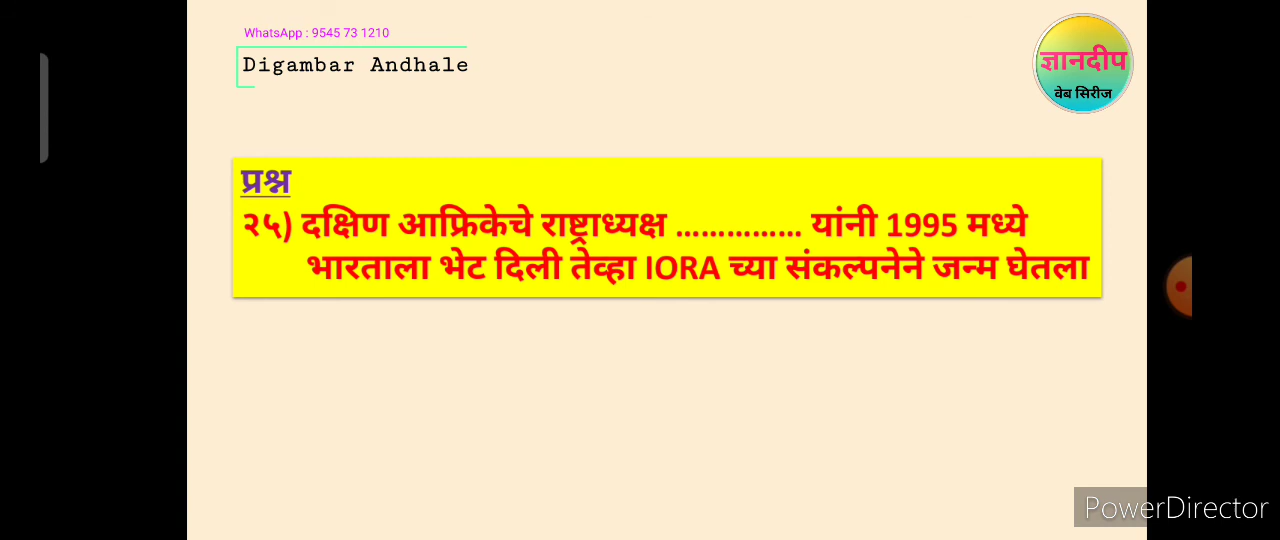 WhatsApp : 9545 73 1210
Digambar Andhale
ज्ञानदीप
वेब सिरीज
प्रश्न
२५) दक्षिण आफ्रिकेचे राष्ट्राध्यक्ष ............... यांनी 1995 मध्ये
भारताला भेट दिली तेव्हा IORA च्या संकल्पनेने जन्म घेतला
PowerDirector